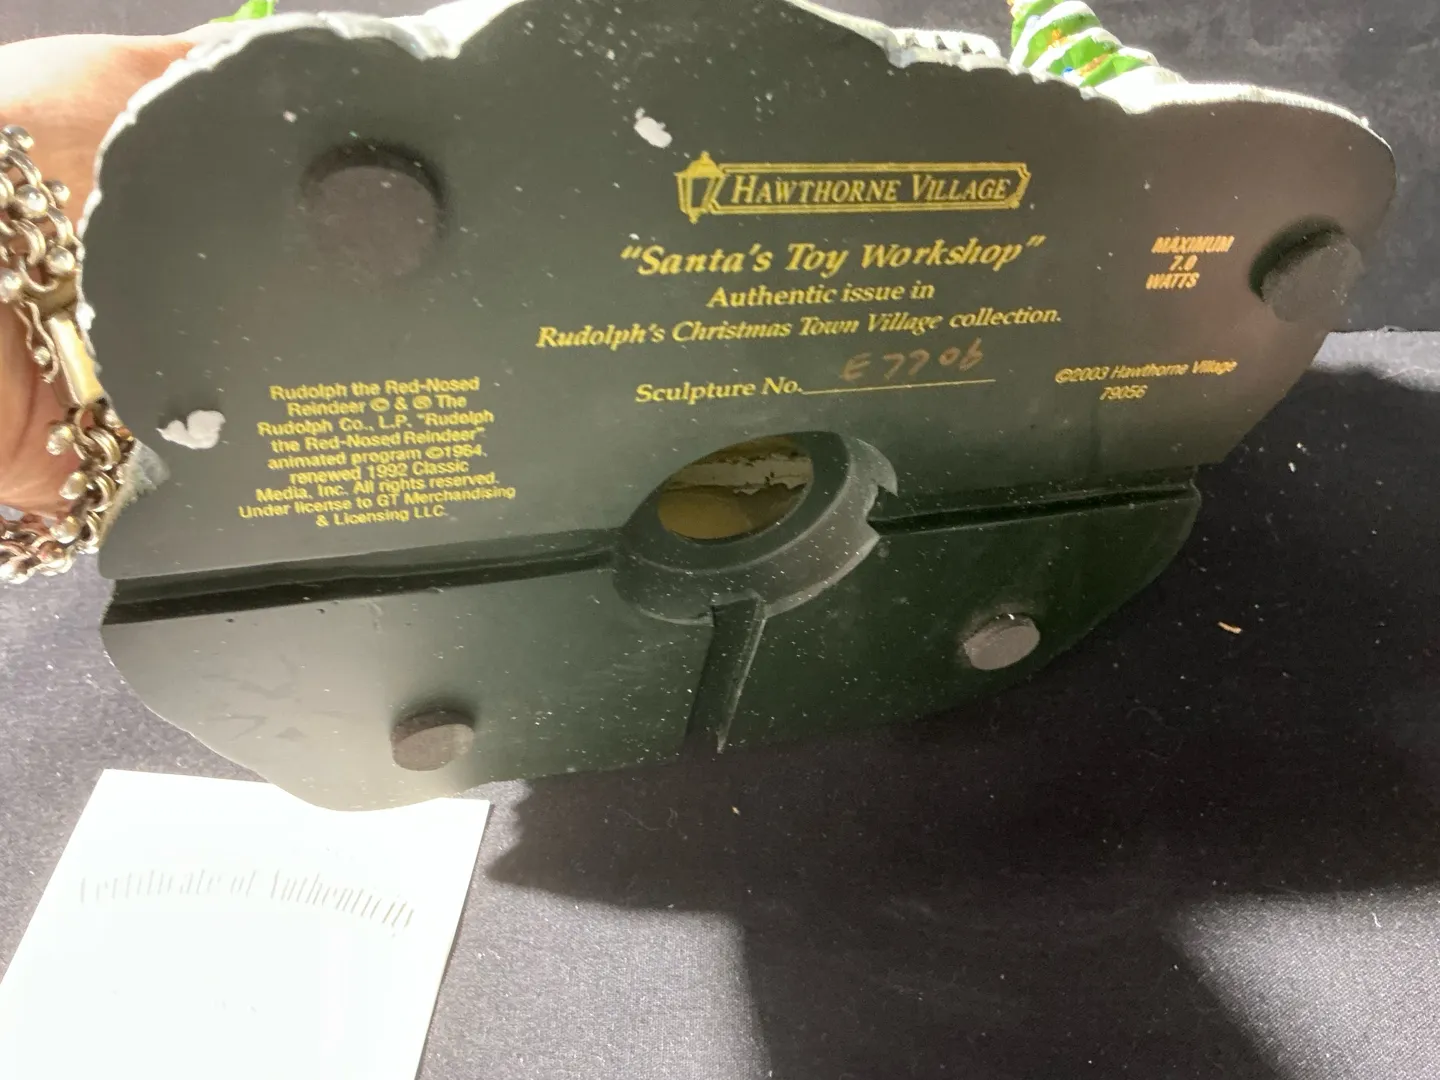 HAWTHORNE VILLAGE
"Santa's Toy Workshop"
Authentic issue in
Rudolph's Christmas Town Village collection.
Sculpture No. E7706
MAXIMUM
7.0
WATTS
©2003 Hawthorne Village
79056
Rudolph the Red-Nosed
Reindeer © & ® The
Rudolph Co., L.P. "Rudolph
the Red-Nosed Reindeer"
animated program ©1964,
renewed 1992 Classic
Media, Inc. All rights reserved.
Under license to GT Merchandising
& Licensing LLC.
Certificate of Authenticity